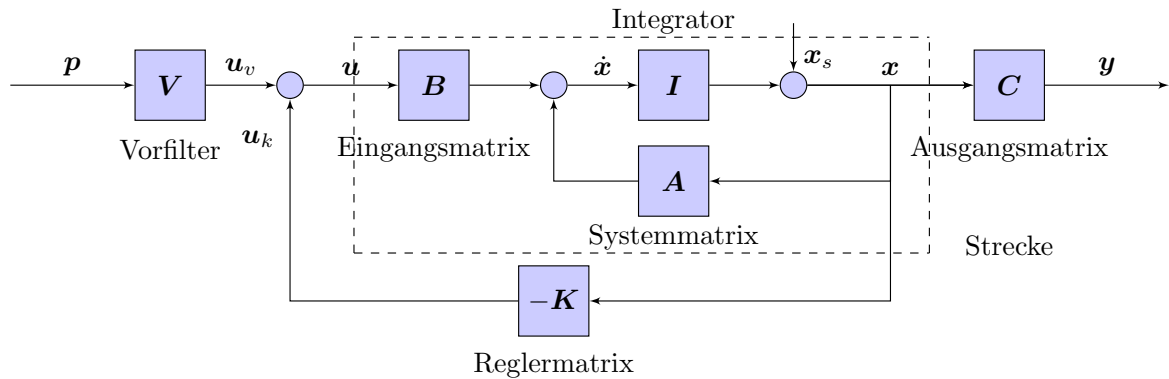 Integrator
p
V
u_v
u
B
ẋ
I
x_s
x
C
y
Vorfilter
u_k
Eingangsmatrix
Ausgangsmatrix
A
Systemmatrix
Strecke
−K
Reglermatrix